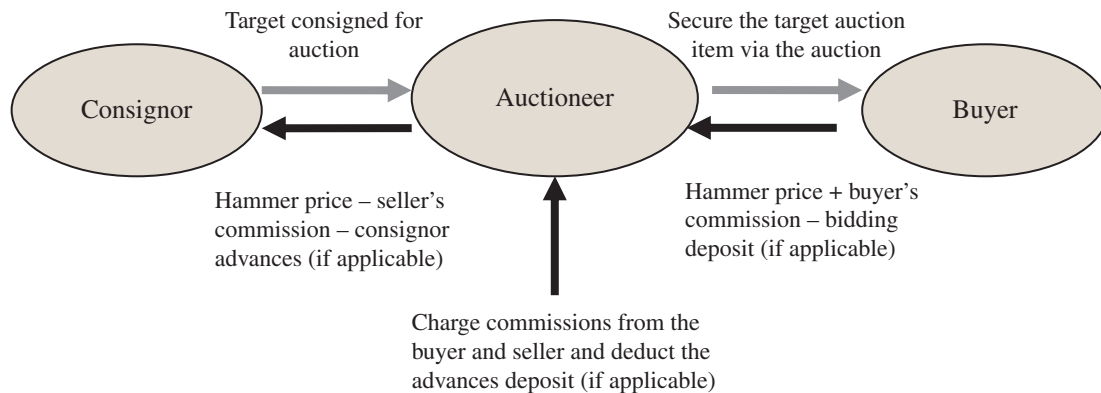 Target consigned for
auction
Secure the target auction
item via the auction
Consignor
Auctioneer
Buyer
Hammer price – seller's
commission – consignor
advances (if applicable)
Hammer price + buyer's
commission – bidding
deposit (if applicable)
Charge commissions from the
buyer and seller and deduct the
advances deposit (if applicable)